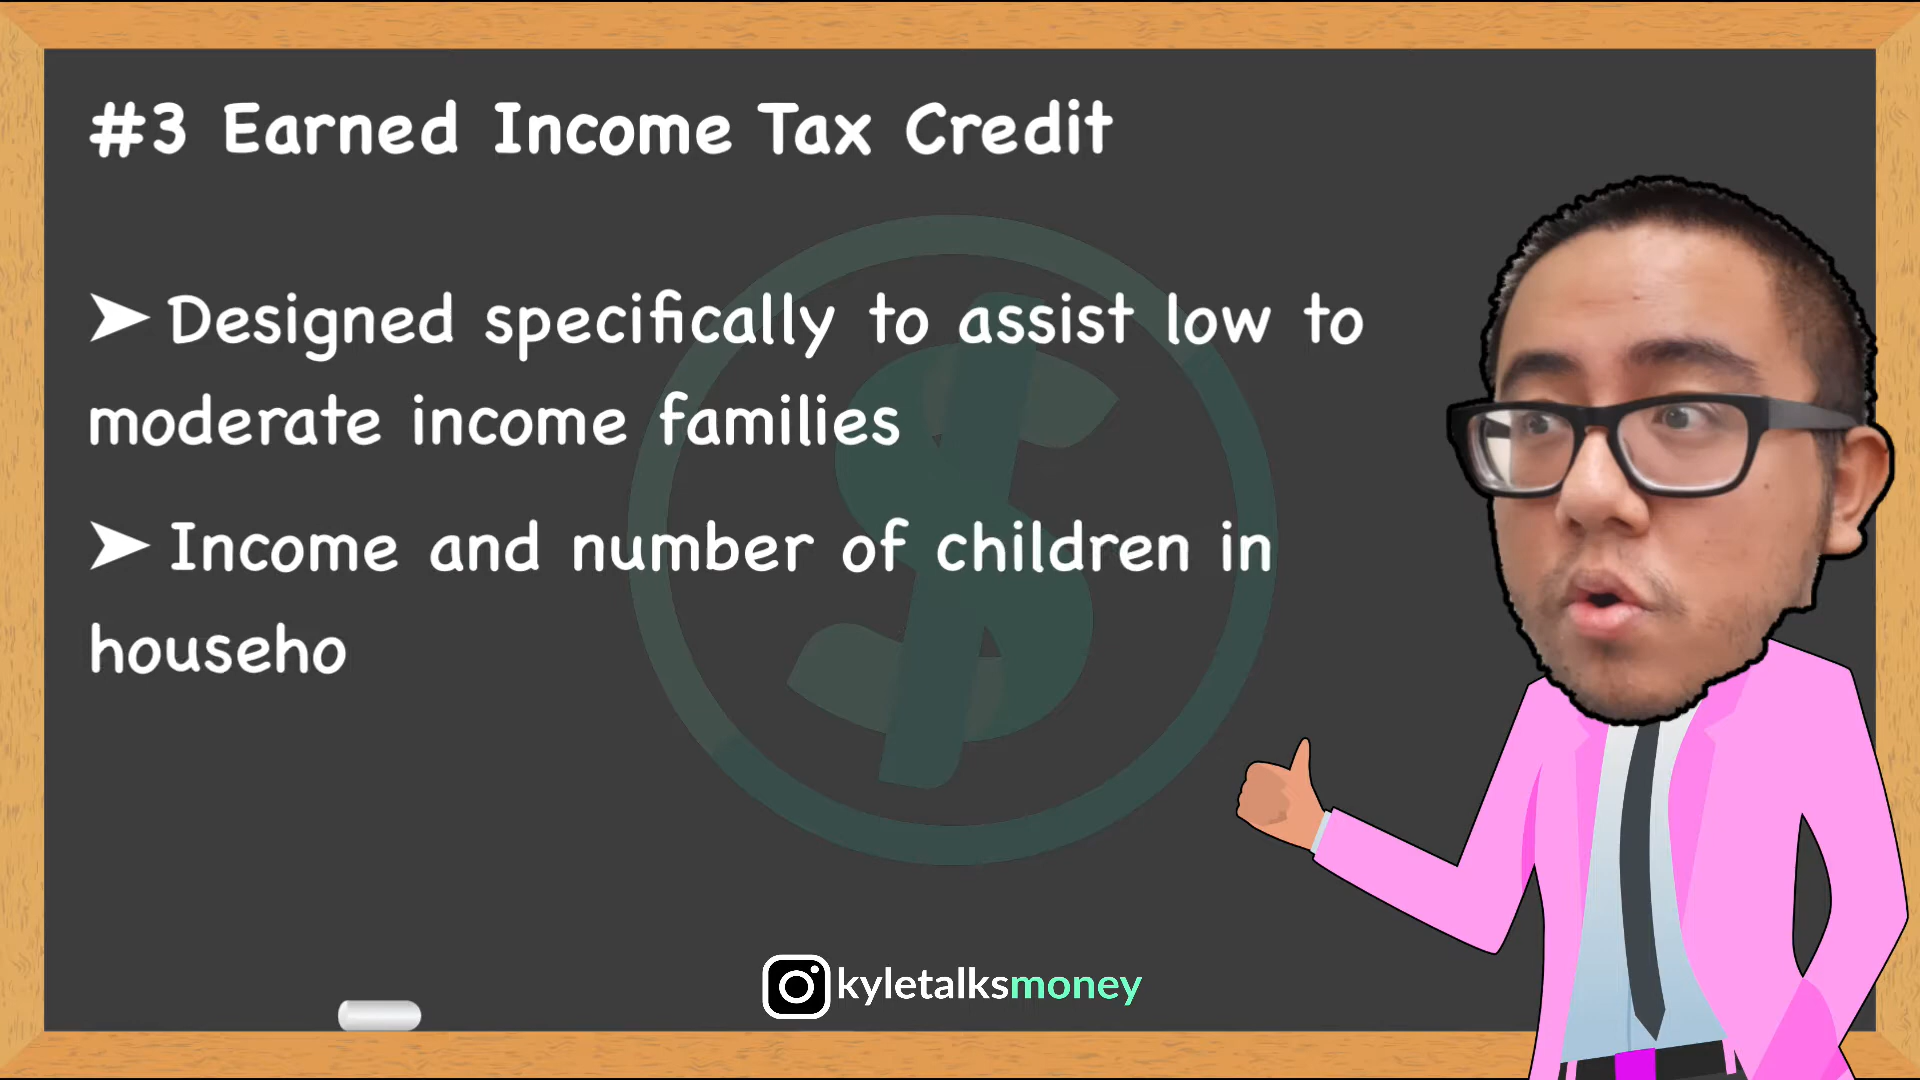 #3 Earned Income Tax Credit
➤ Designed specifically to assist low to
moderate income families
➤ Income and number of children in
househo
kyletalksmoney